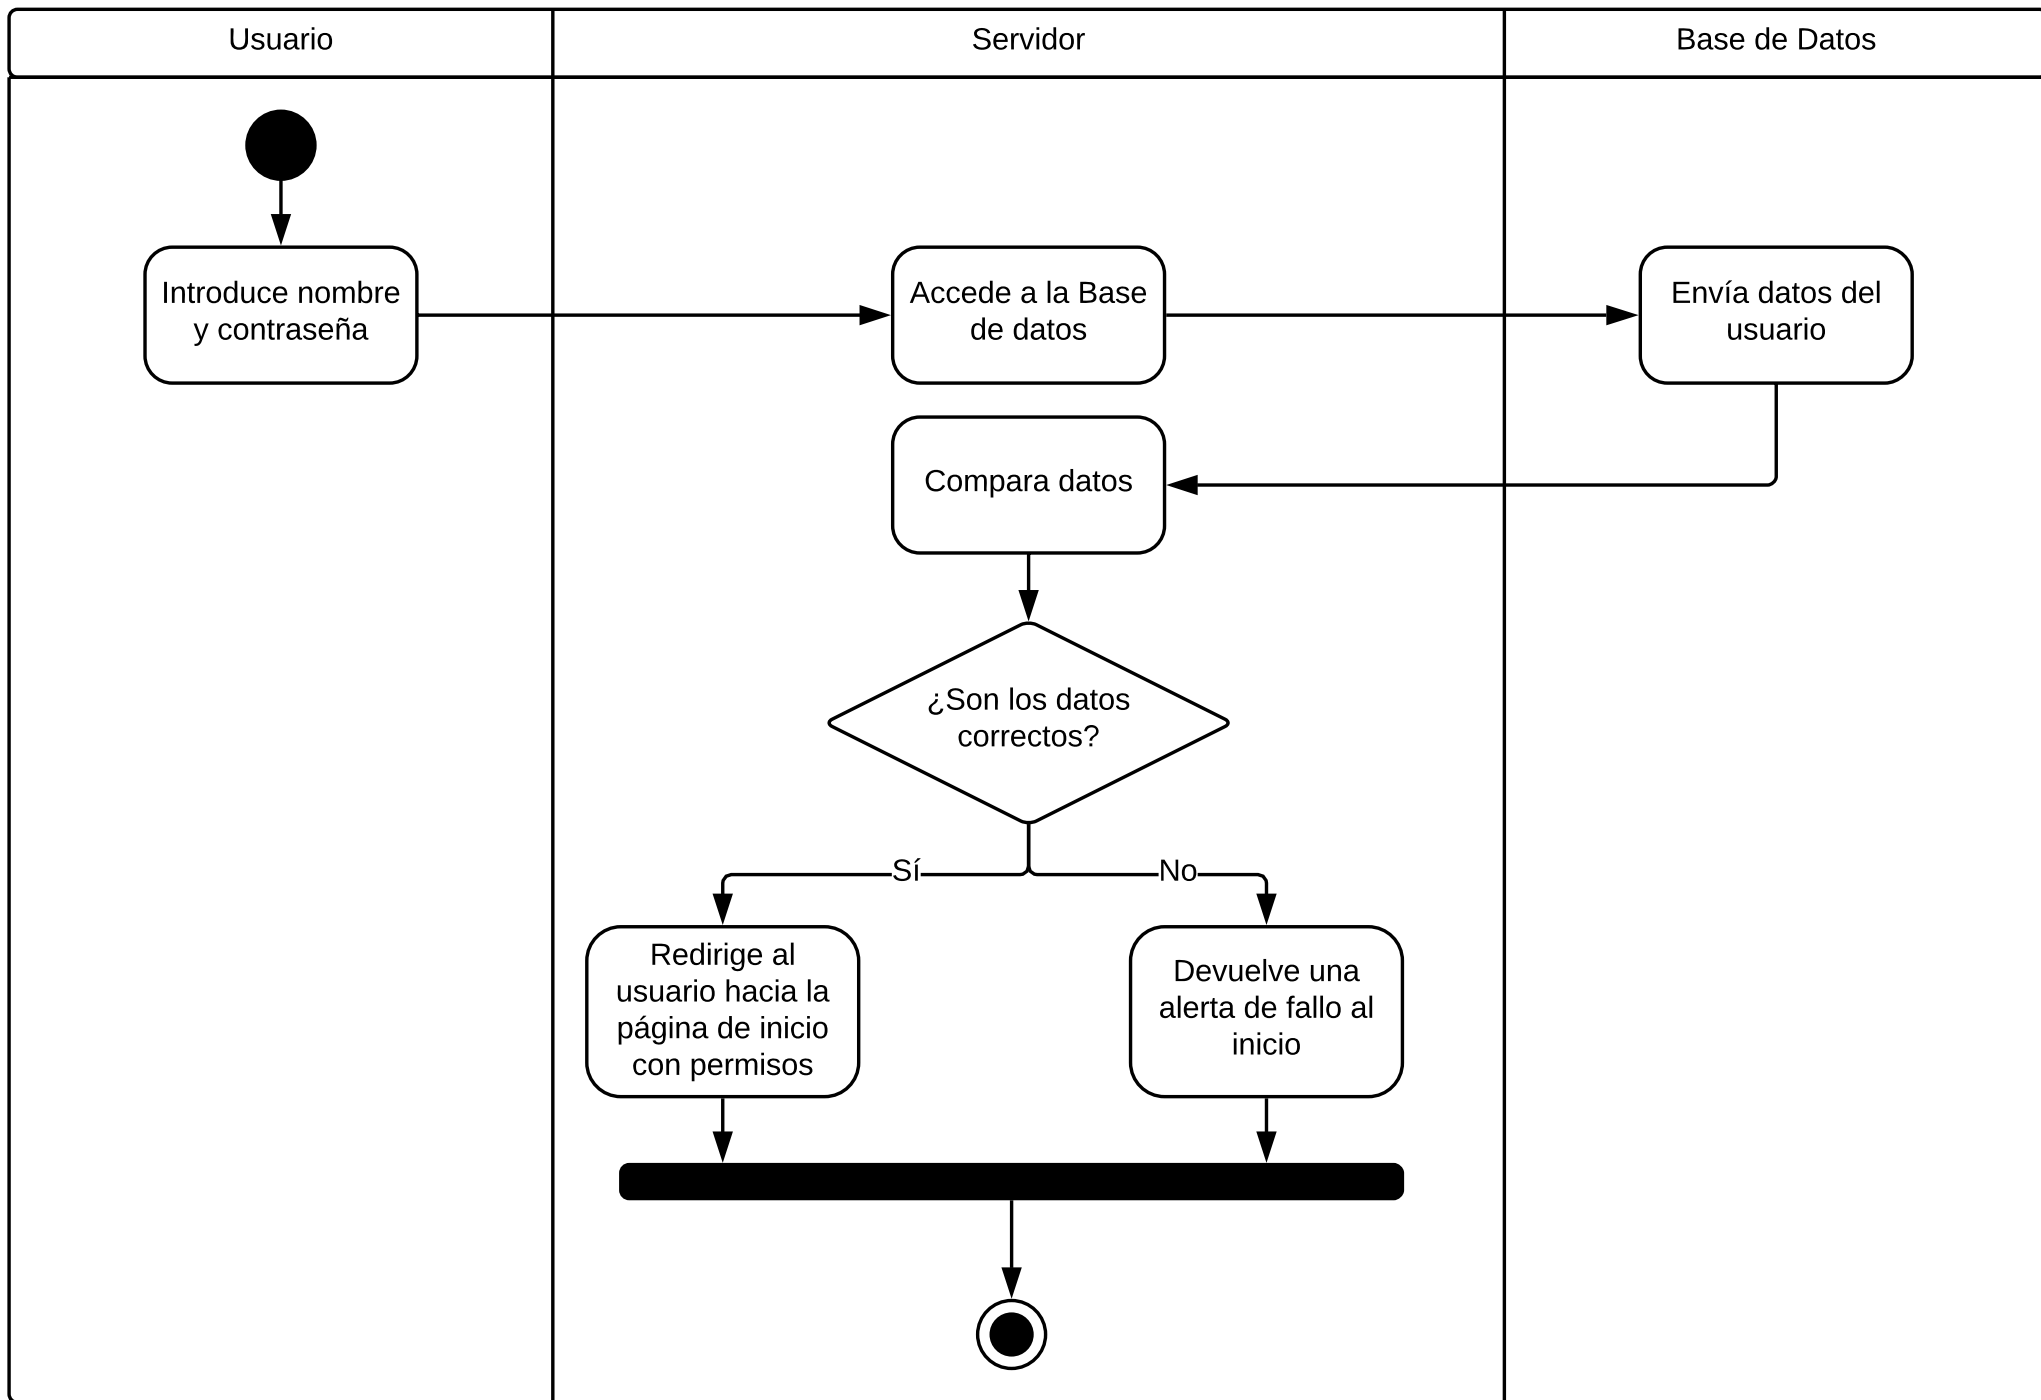 Usuario
Servidor
Base de Datos
Introduce nombre
y contraseña
Accede a la Base
de datos
Envía datos del
usuario
Compara datos
¿Son los datos
correctos?
Sí
No
Redirige al
usuario hacia la
página de inicio
con permisos
Devuelve una
alerta de fallo al
inicio